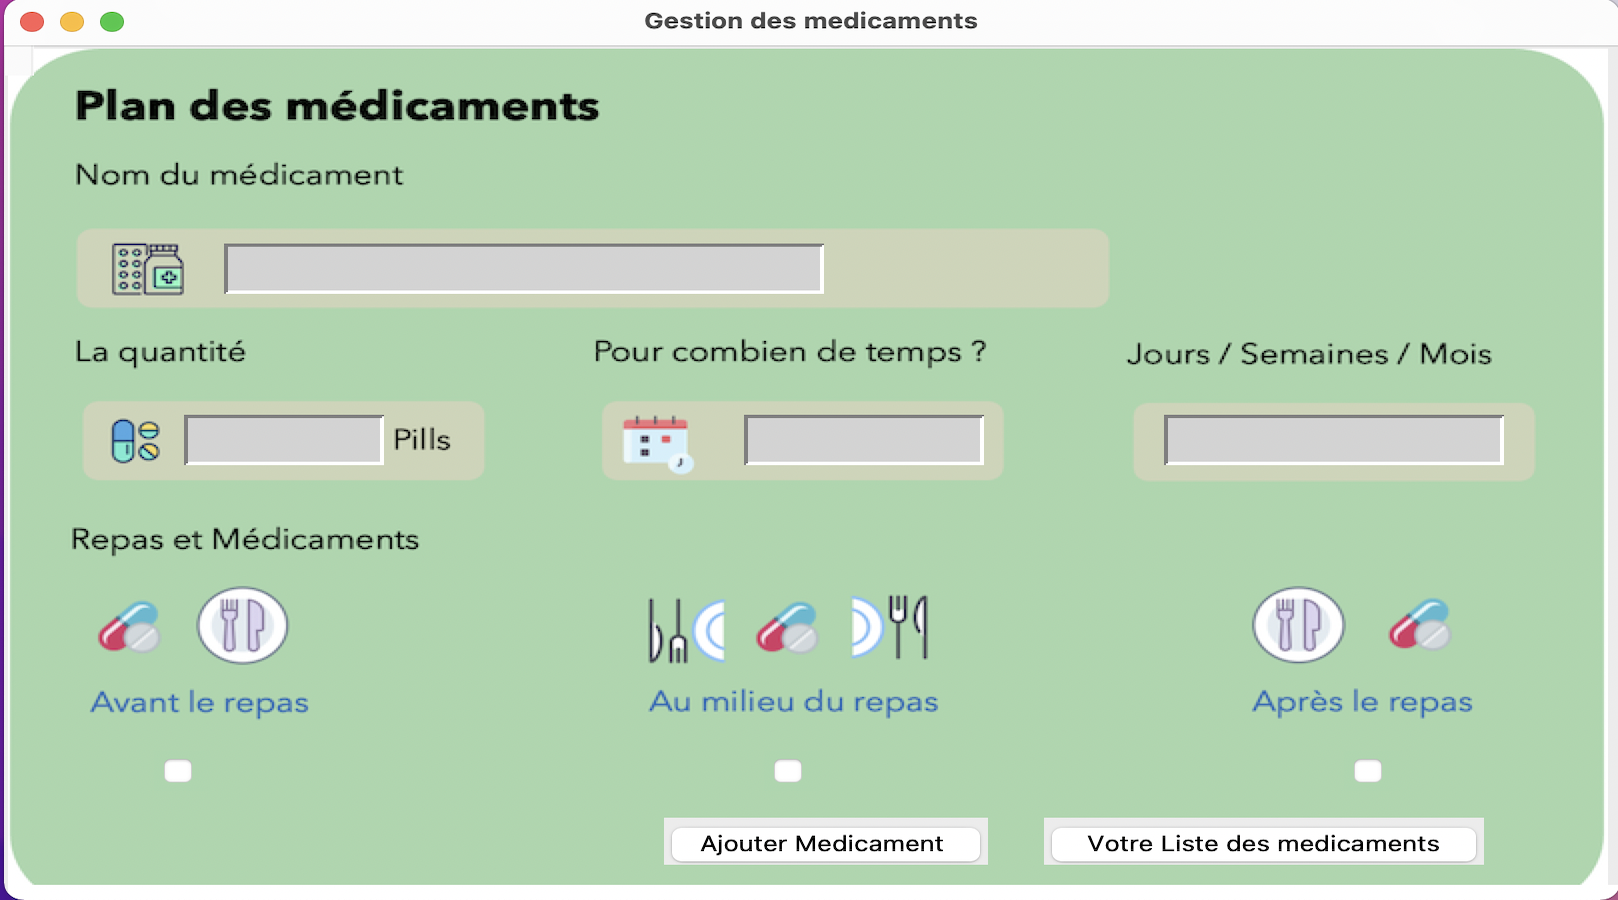 Gestion des medicaments
Plan des médicaments
Nom du médicament
La quantité
Pour combien de temps ?
Jours / Semaines / Mois
Pills
Repas et Médicaments
Avant le repas
Au milieu du repas
Après le repas
Ajouter Medicament
Votre Liste des medicaments